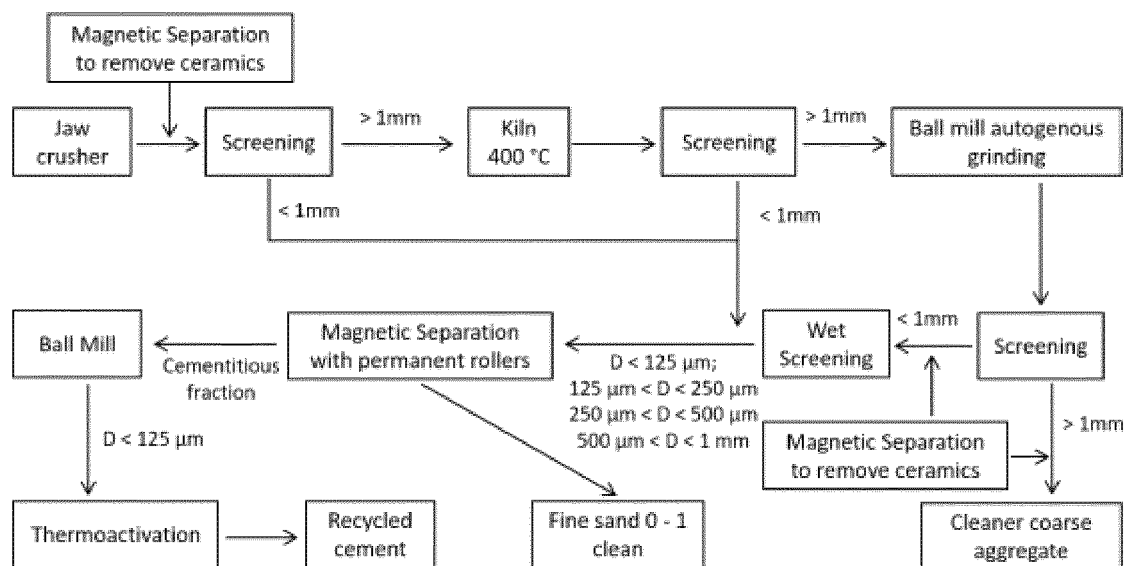 Magnetic Separation
to remove ceramics
Jaw
crusher
Screening
> 1mm
Kiln
400 °C
Screening
> 1mm
Ball mill autogenous
grinding
< 1mm
< 1mm
Ball Mill
Cementitious
fraction
Magnetic Separation
with permanent rollers
D < 125 µm;
125 µm < D < 250 µm
250 µm < D < 500 µm
500 µm < D < 1 mm
Wet
Screening
< 1mm
Screening
> 1mm
Magnetic Separation
to remove ceramics
D < 125 µm
Thermoactivation
Recycled
cement
Fine sand 0 - 1
clean
Cleaner coarse
aggregate